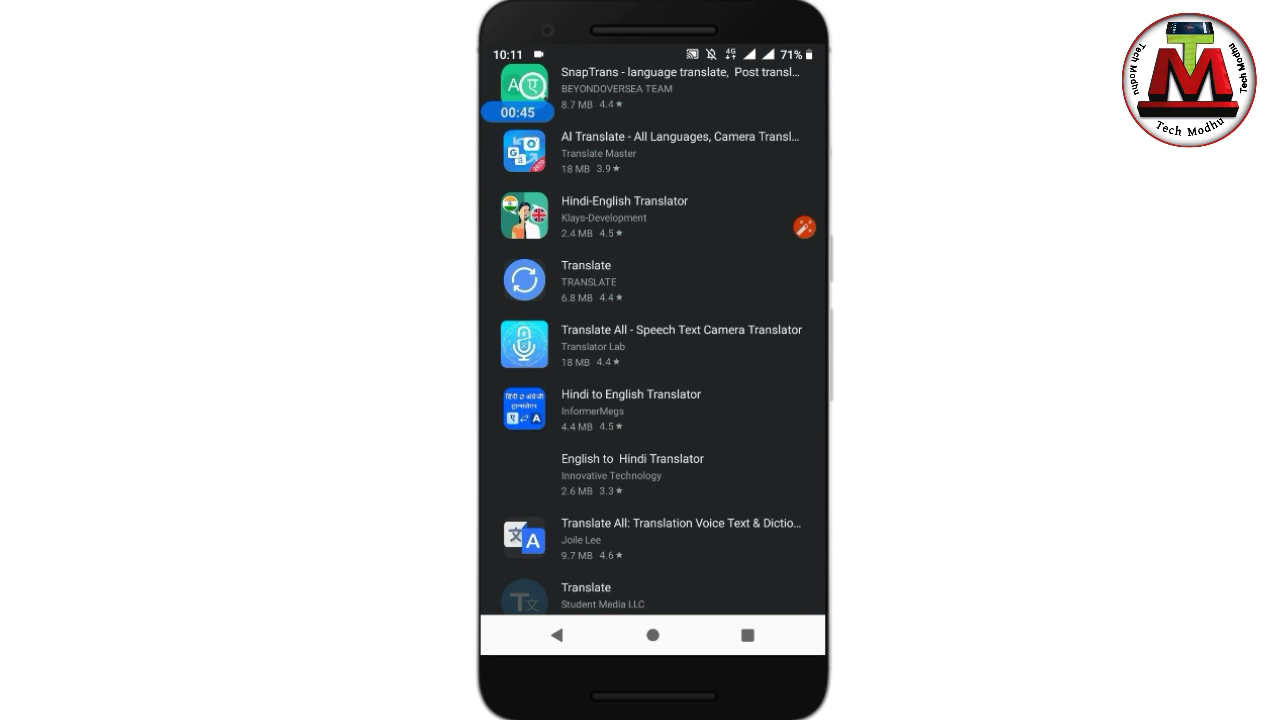 10:11
4G
71%
SnapTrans - language translate, Post transl...
BEYONDOVERSEA TEAM
8.7 MB 4.4★
00:45
AI Translate - All Languages, Camera Transl...
Translate Master
18 MB 3.9★
Hindi-English Translator
Klays-Development
2.4 MB 4.5★
Translate
TRANSLATE
6.8 MB 4.4★
Translate All - Speech Text Camera Translator
Translator Lab
18 MB 4.4★
Hindi to English Translator
InformerMegs
4.4 MB 4.5★
English to Hindi Translator
Innovative Technology
2.6 MB 3.3★
Translate All: Translation Voice Text & Dictio...
Joile Lee
9.7 MB 4.6★
Translate
Student Media LLC
A ए
G
ए A
文 A
T 文
TM
Tech Modhu
Tech Modhu
Tech Modhu